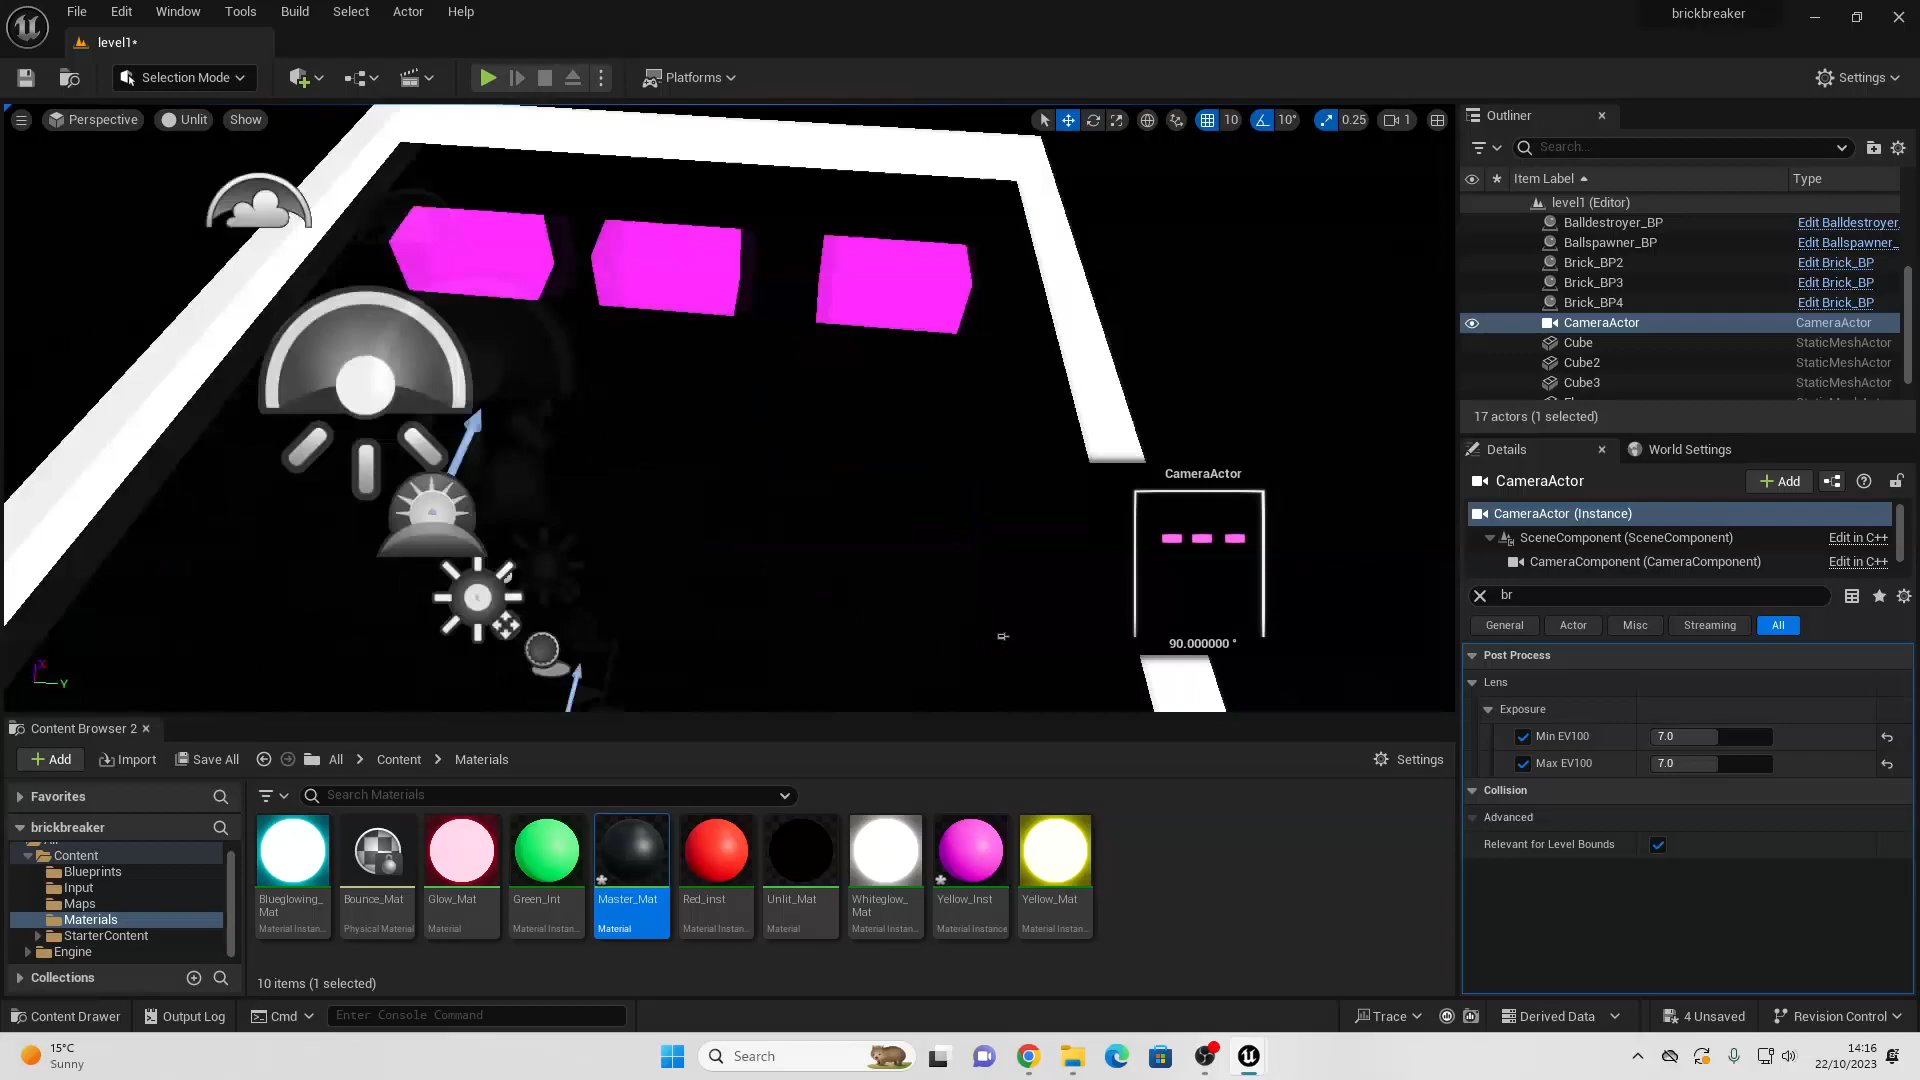 File Edit Window Tools Build Select Actor Help
brickbreaker
level1*
Selection Mode
Platforms
Settings
Perspective
Unlit
Show
10
10°
0.25
1
CameraActor
90.000000 °
X
Y
Outliner
Search...
Item Label
Type
level1 (Editor)
Balldestroyer_BP Edit Balldestroyer_
Ballspawner_BP Edit Ballspawner_
Brick_BP2 Edit Brick_BP
Brick_BP3 Edit Brick_BP
Brick_BP4 Edit Brick_BP
CameraActor CameraActor
Cube StaticMeshActor
Cube2 StaticMeshActor
Cube3 StaticMeshActor
17 actors (1 selected)
Details
World Settings
CameraActor
Add
CameraActor (Instance)
SceneComponent (SceneComponent) Edit in C++
CameraComponent (CameraComponent) Edit in C++
br
General Actor Misc Streaming All
Post Process
Lens
Exposure
Min EV100 7.0
Max EV100 7.0
Collision
Advanced
Relevant for Level Bounds
Content Browser 2
Add Import Save All All Content Materials
Settings
Favorites
brickbreaker
Content
Blueprints
Input
Maps
Materials
StarterContent
Engine
Collections
Search Materials
Blueglowing_
Mat
Material Instan...
Bounce_Mat
Physical Material
Glow_Mat
Material
Green_Int
Material Instan...
Master_Mat
Material
Red_inst
Material Instan...
Unlit_Mat
Material
Whiteglow_
Mat
Material Instan...
Yellow_Inst
Material Instance
Yellow_Mat
Material Instan...
10 items (1 selected)
Content Drawer
Output Log
Cmd
Enter Console Command
Trace
Derived Data
4 Unsaved
Revision Control
15°C
Sunny
Search
14:16
22/10/2023